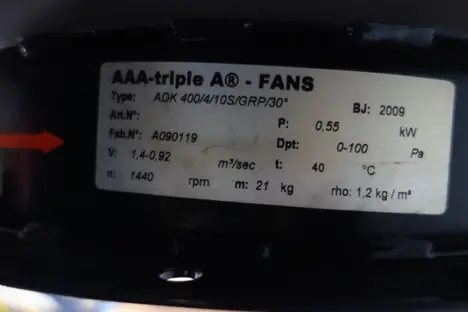 AAA-triple A® - FANS
Type: ADK 400/4/10S/GRP/30° BJ: 2009
Art.N°: P: 0,55 kW
Fab.N°: A090119 Dpt: 0-100 Pa
V: 1,4-0,92 m³/sec t: 40 °C
n: 1440 rpm m: 21 kg rho: 1,2 kg / m³